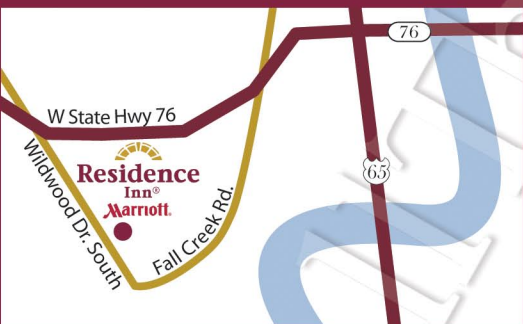 76
W State Hwy 76
Residence
Inn®
Marriott.
65
Wildwood Dr. South
Fall Creek Rd.